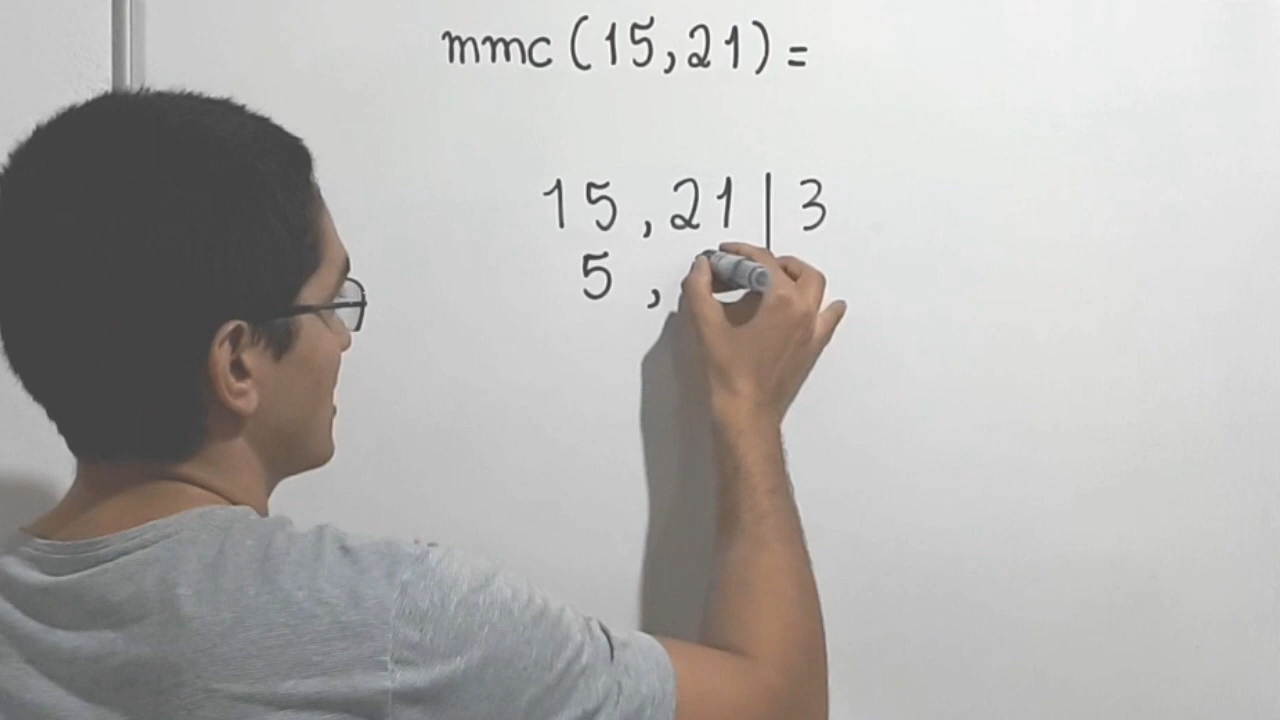 mmc (15,21) =
15,21 | 3
5,